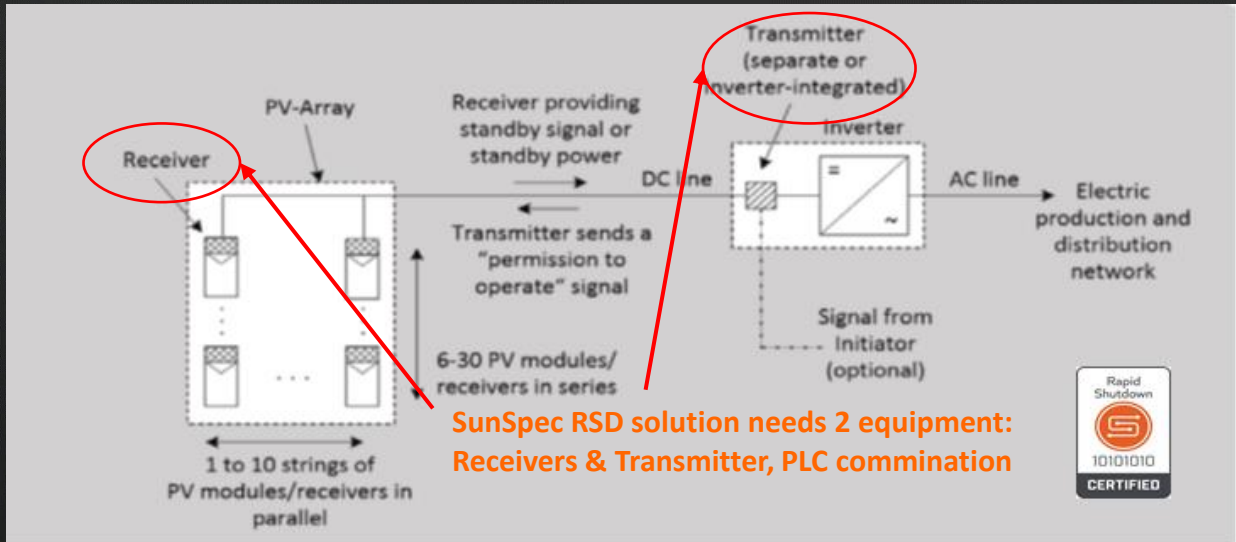 Transmitter
(separate or
inverter-integrated)
PV-Array
Receiver providing
standby signal or
standby power
Inverter
Receiver
DC line
=
~
AC line
Electric
production and
distribution
network
Transmitter sends a
"permission to
operate" signal
Signal from
Initiator
(optional)
6-30 PV modules/
receivers in series
SunSpec RSD solution needs 2 equipment:
Receivers & Transmitter, PLC commination
1 to 10 strings of
PV modules/receivers in
parallel
Rapid
Shutdown
S
10101010
CERTIFIED